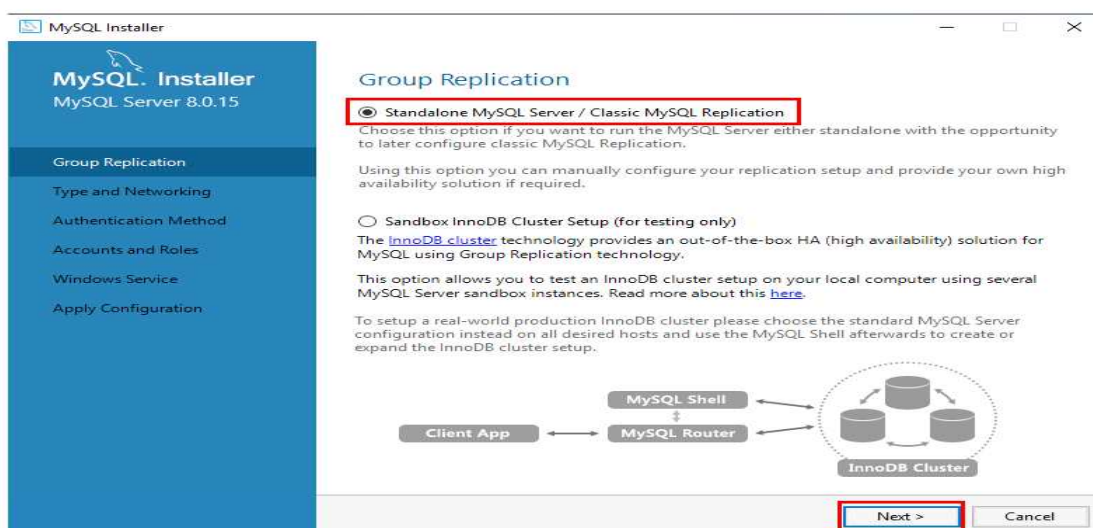 MySQL Installer
MySQL. Installer
MySQL Server 8.0.15
Group Replication
Type and Networking
Authentication Method
Accounts and Roles
Windows Service
Apply Configuration
Group Replication
Standalone MySQL Server / Classic MySQL Replication
Choose this option if you want to run the MySQL Server either standalone with the opportunity
to later configure classic MySQL Replication.
Using this option you can manually configure your replication setup and provide your own high
availability solution if required.
Sandbox InnoDB Cluster Setup (for testing only)
The InnoDB cluster technology provides an out-of-the-box HA (high availability) solution for
MySQL using Group Replication technology.
This option allows you to test an InnoDB cluster setup on your local computer using several
MySQL Server sandbox instances. Read more about this here.
To setup a real-world production InnoDB cluster please choose the standard MySQL Server
configuration instead on all desired hosts and use the MySQL Shell afterwards to create or
expand the InnoDB cluster setup.
MySQL Shell
Client App
MySQL Router
InnoDB Cluster
Next >
Cancel